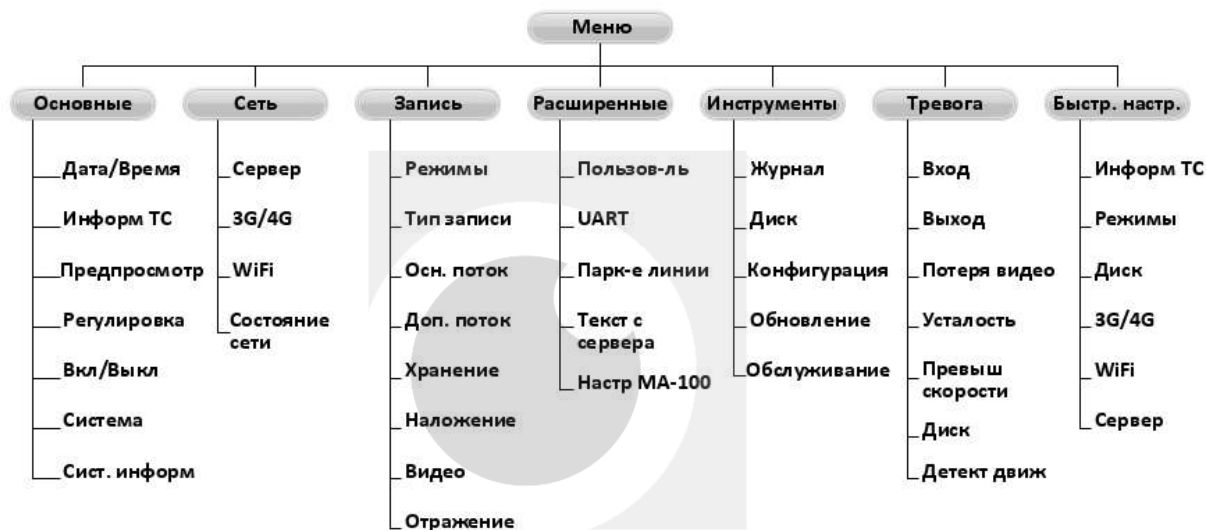 Меню
Основные
Дата/Время
Информ ТС
Предпросмотр
Регулировка
Вкл/Выкл
Система
Сист. информ
Сеть
Сервер
3G/4G
WiFi
Состояние
сети
Запись
Режимы
Тип записи
Осн. поток
Доп. поток
Хранение
Наложение
Видео
Отражение
Расширенные
Пользов-ль
UART
Парк-е линии
Текст с
сервера
Настр МА-100
Инструменты
Журнал
Диск
Конфигурация
Обновление
Обслуживание
Тревога
Вход
Выход
Потеря видео
Усталость
Превыш
скорости
Диск
Детект движ
Быстр. настр.
Информ ТС
Режимы
Диск
3G/4G
WiFi
Сервер